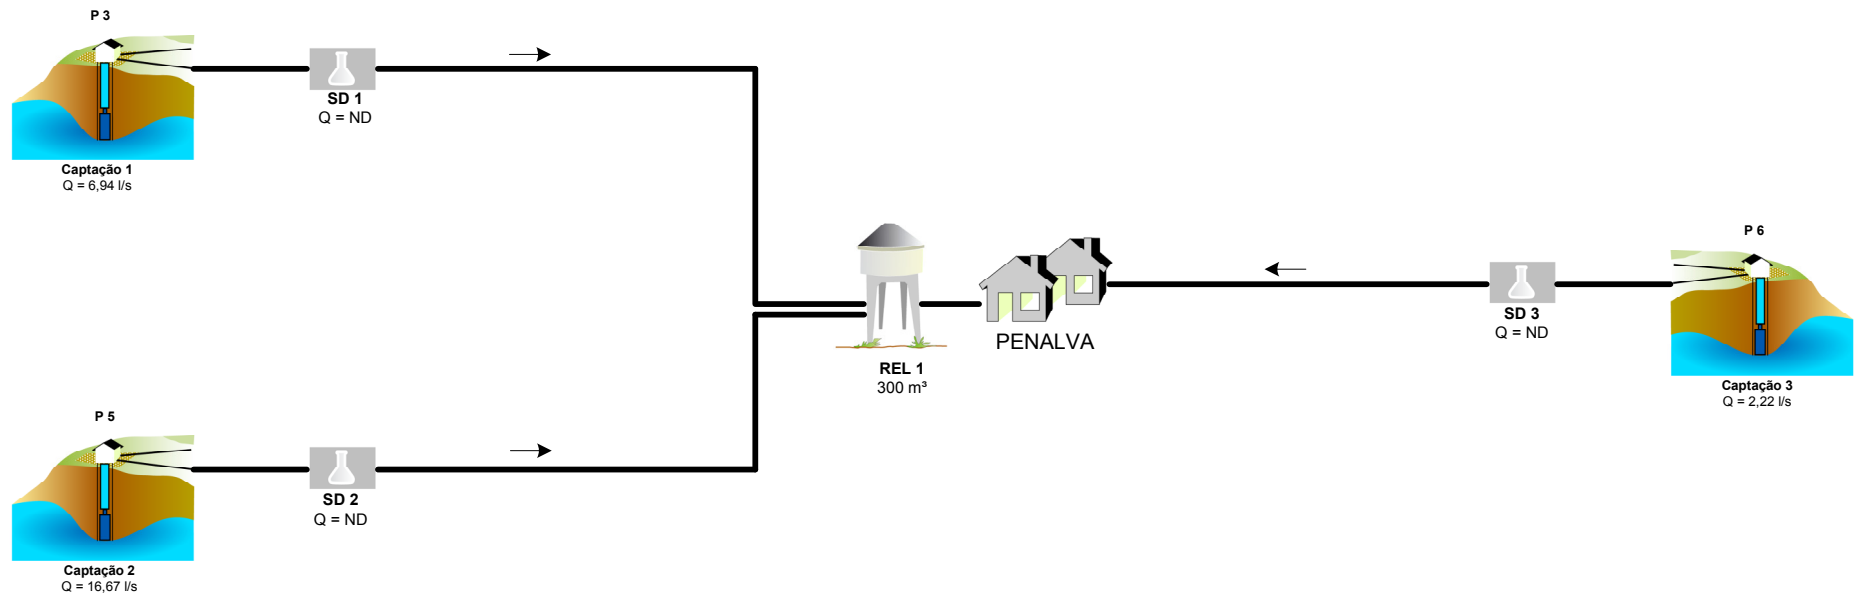 P 3
SD 1
Q = ND
Captação 1
Q = 6,94 l/s
P 6
SD 3
Q = ND
PENALVA
REL 1
300 m³
Captação 3
Q = 2,22 l/s
P 5
SD 2
Q = ND
Captação 2
Q = 16,67 l/s